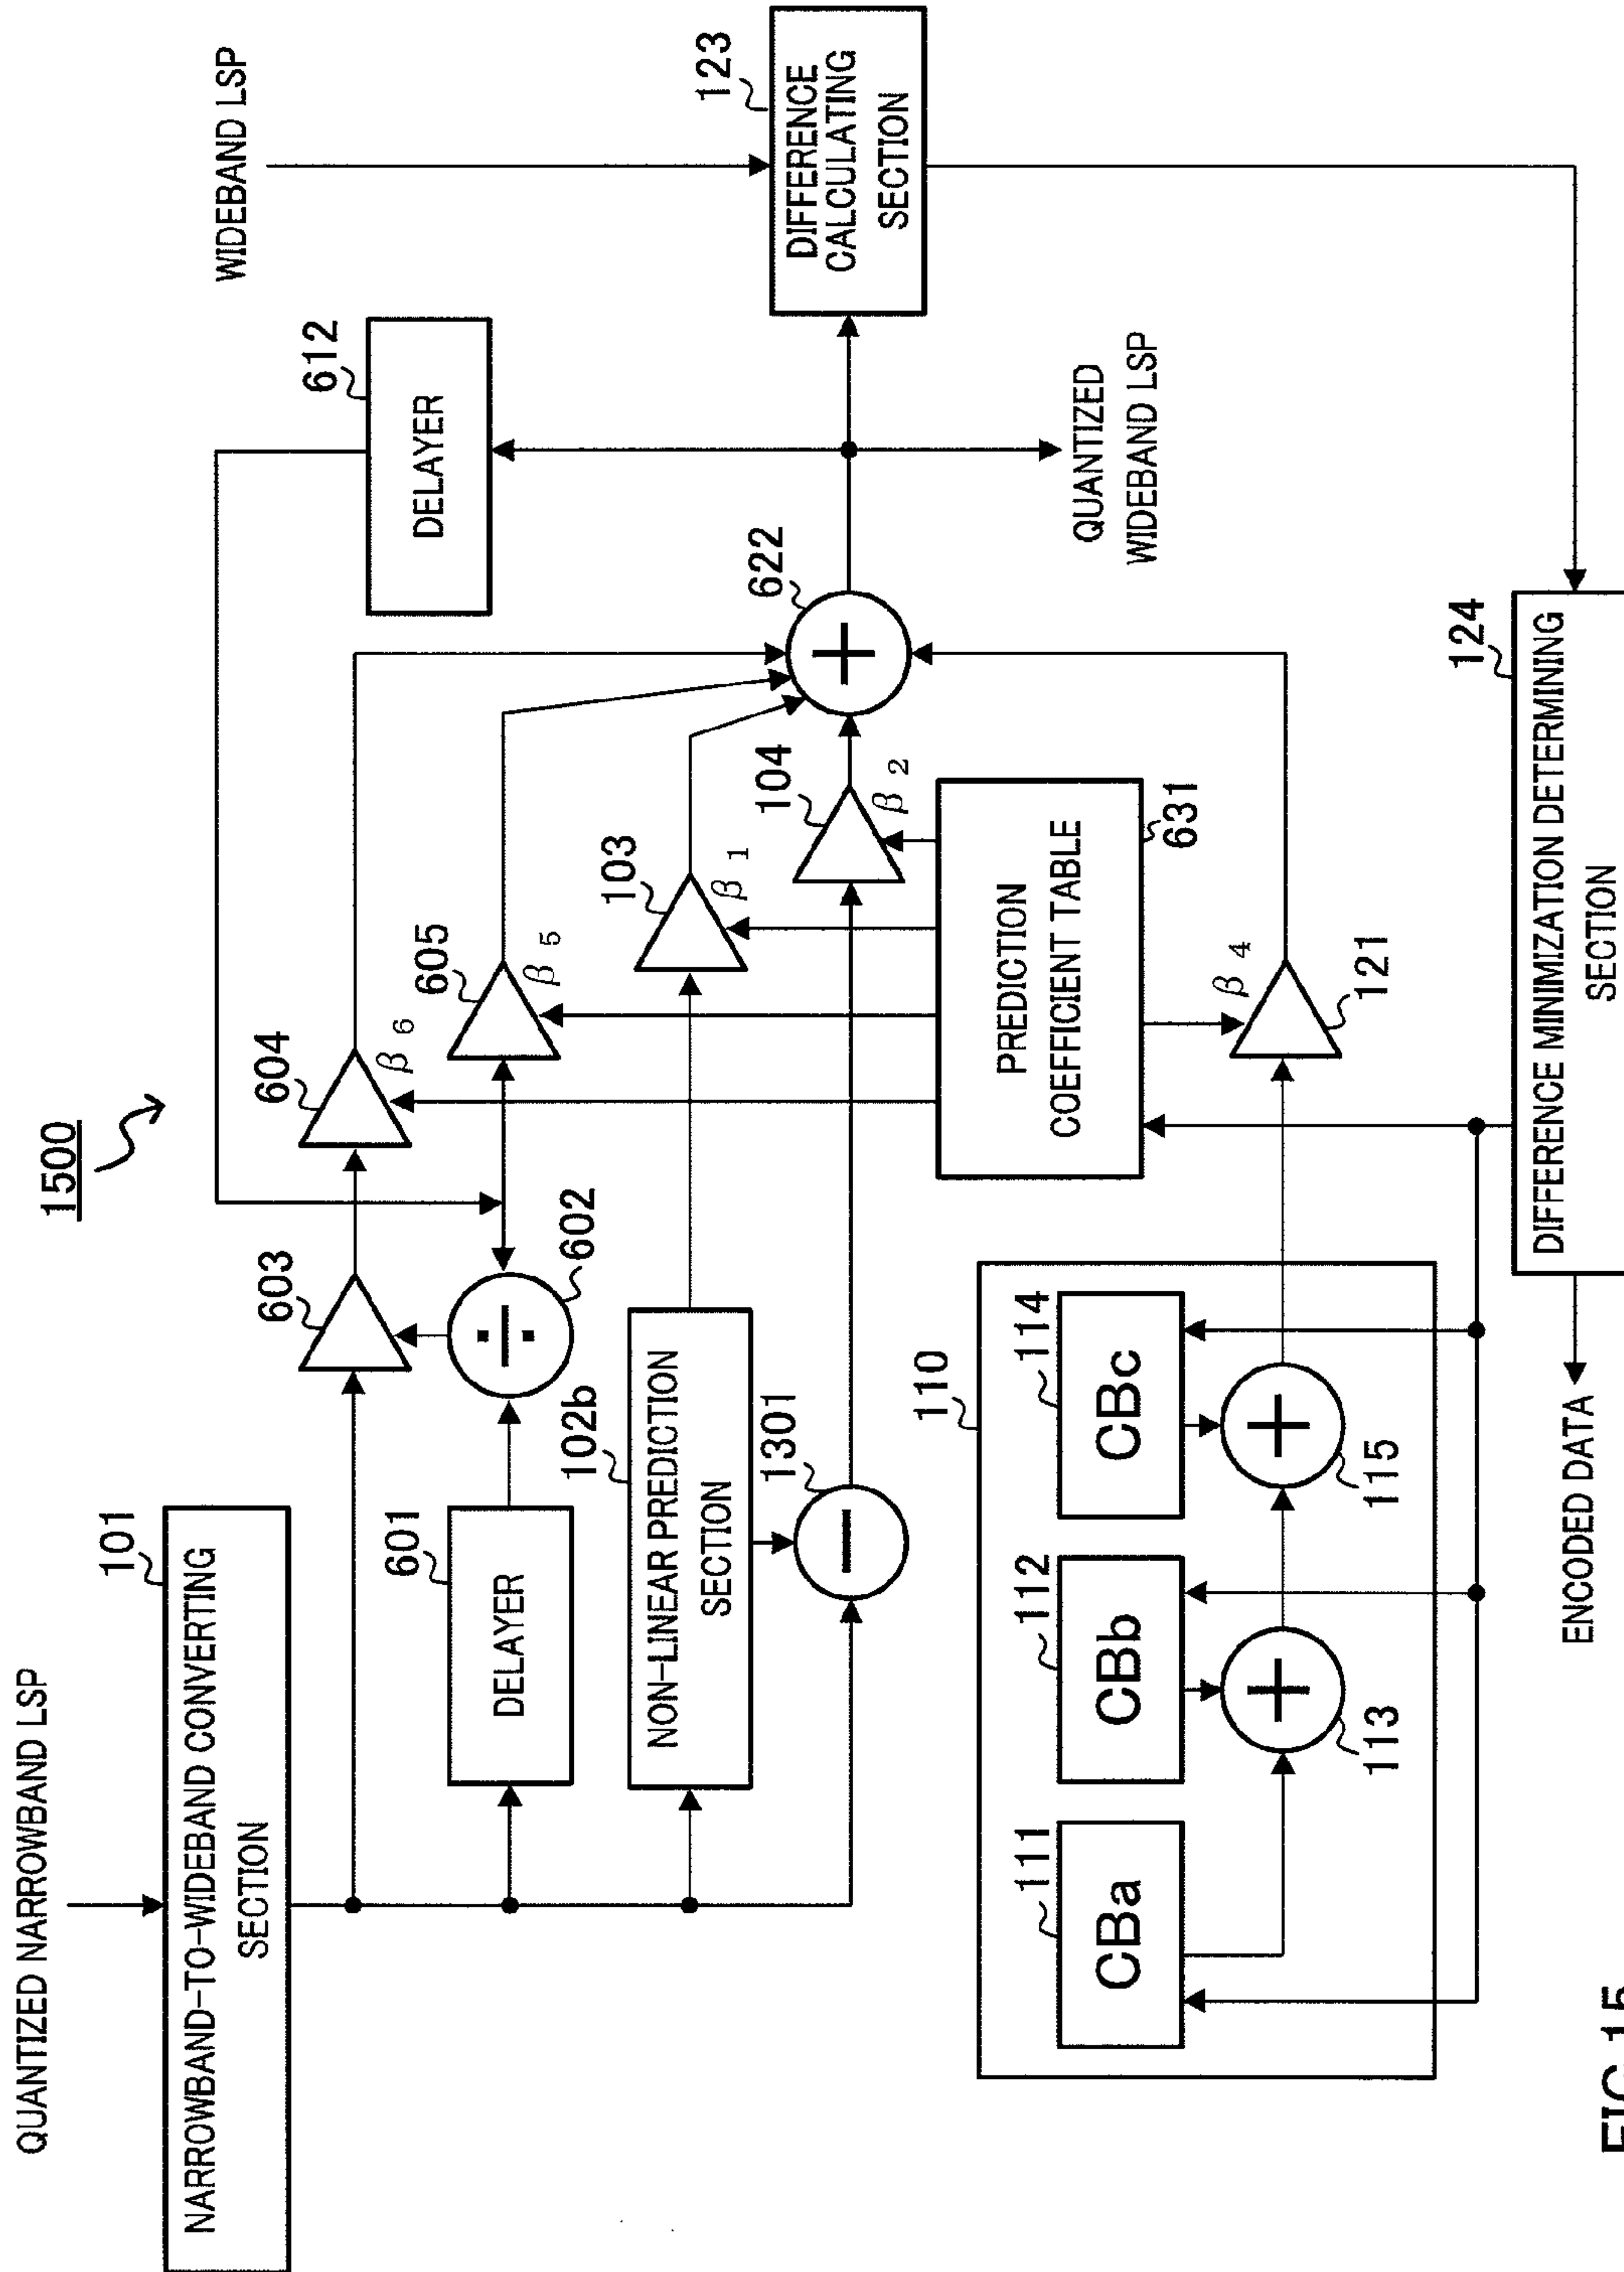 1500
QUANTIZED NARROWBAND LSP
101
NARROWBAND-TO-WIDEBAND CONVERTING
SECTION
603
604
β 6
612
DELAYER
WIDEBAND LSP
601
DELAYER
602
605
β 5
102b
NON-LINEAR PREDICTION
SECTION
103
β 1
1301
104
β 2
622
123
DIFFERENCE
CALCULATING
SECTION
QUANTIZED
WIDEBAND LSP
PREDICTION
COEFFICIENT TABLE
631
110
111
CBa
112
CBb
114
CBc
113
115
β 4
121
124
DIFFERENCE MINIMIZATION DETERMINING
SECTION
ENCODED DATA
FIG.15